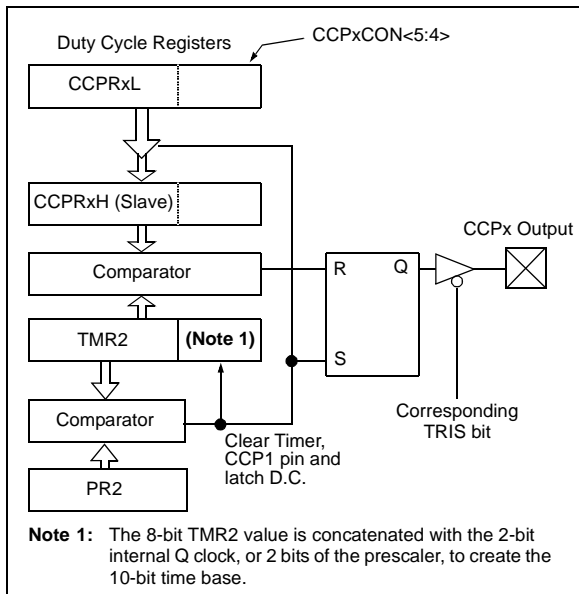 Duty Cycle Registers
CCPxCON<5:4>
CCPRxL
CCPRxH (Slave)
CCPx Output
Comparator
R
Q
TMR2
(Note 1)
S
Comparator
Corresponding
TRIS bit
Clear Timer,
CCP1 pin and
latch D.C.
PR2
Note 1: The 8-bit TMR2 value is concatenated with the 2-bit
internal Q clock, or 2 bits of the prescaler, to create the
10-bit time base.